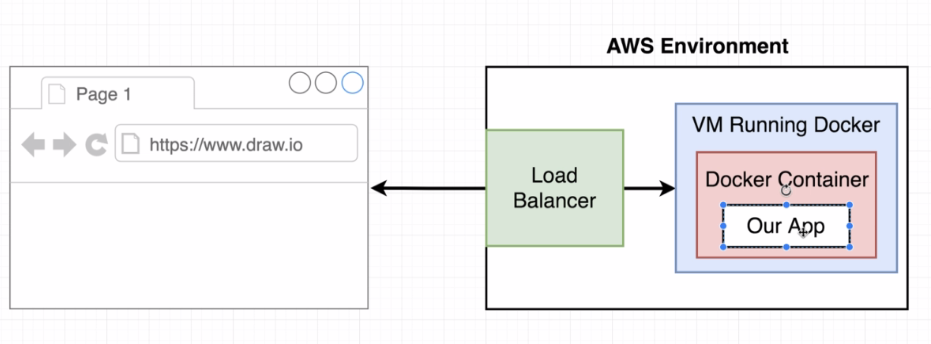 AWS Environment
Page 1
https://www.draw.io
VM Running Docker
Load
Balancer
Docker Container
Our App